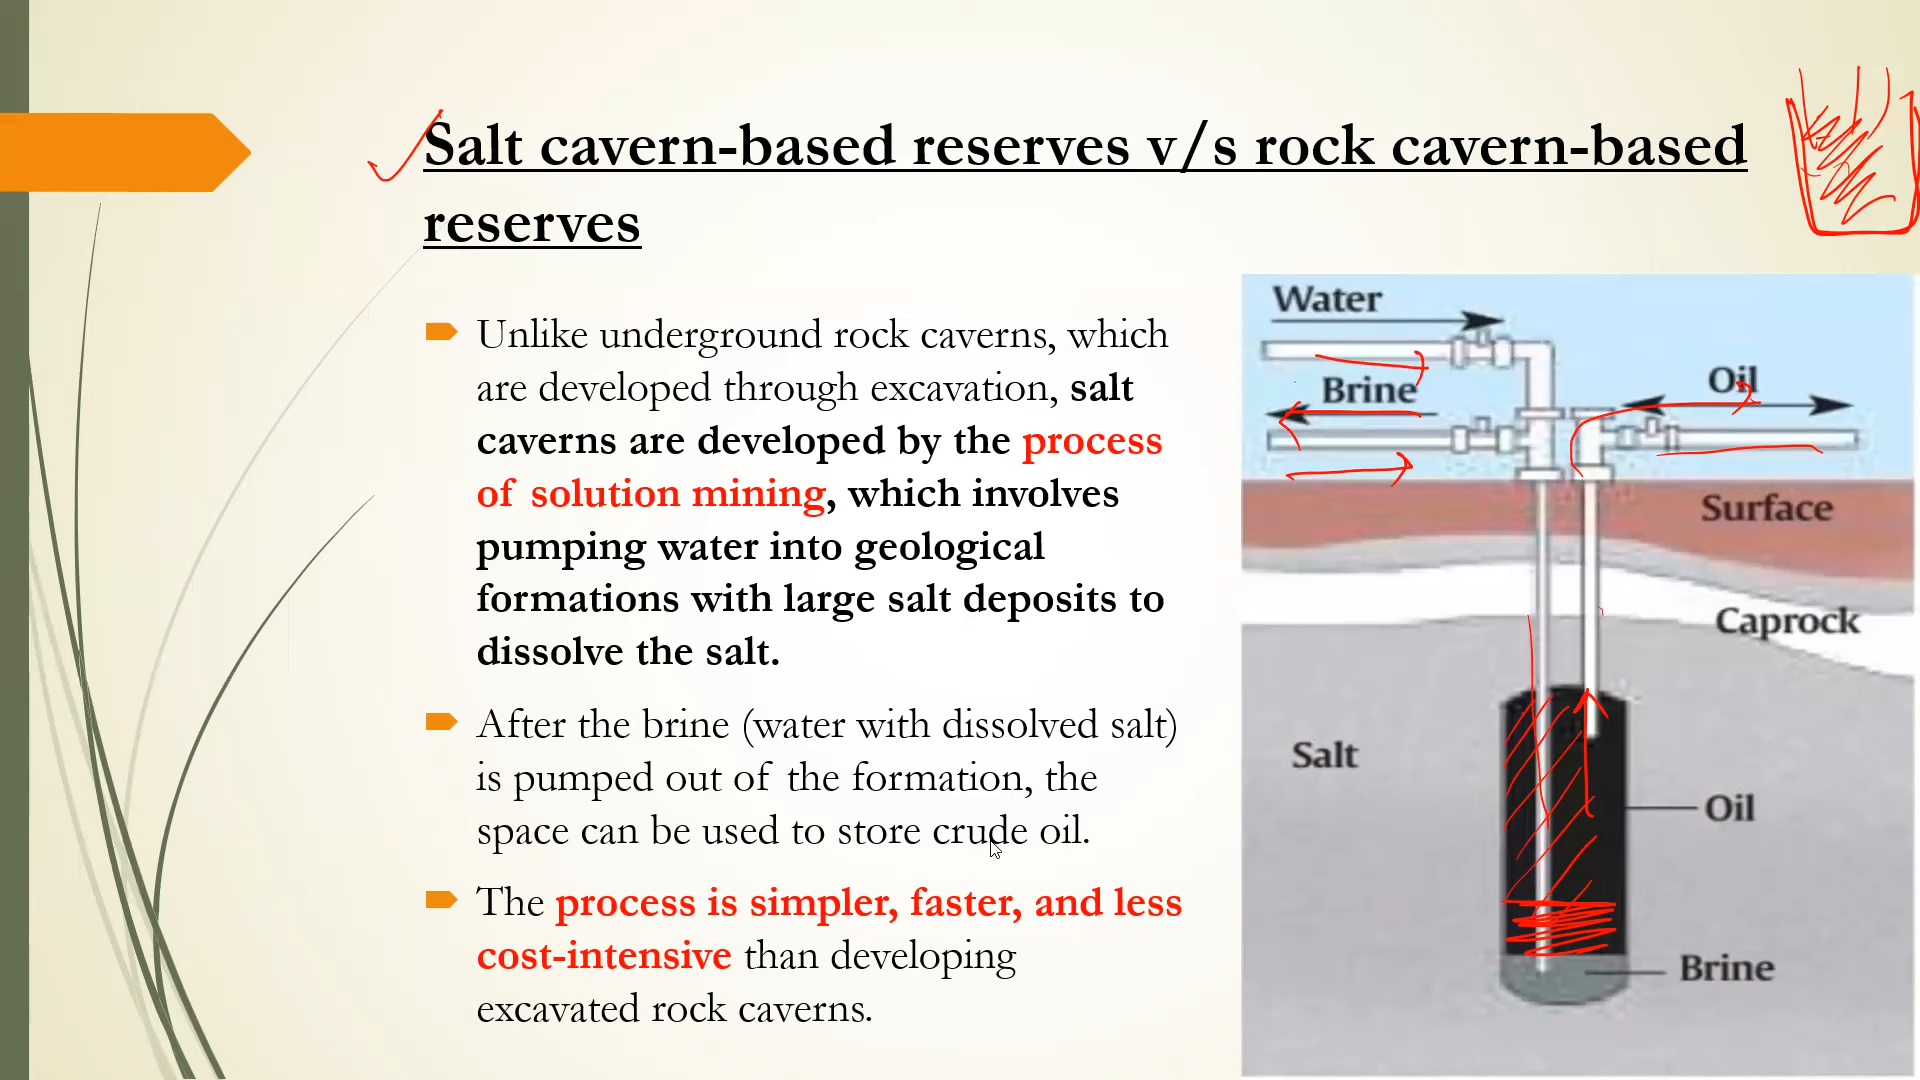 Salt cavern-based reserves v/s rock cavern-based
reserves
Unlike underground rock caverns, which
are developed through excavation, salt
caverns are developed by the process
of solution mining, which involves
pumping water into geological
formations with large salt deposits to
dissolve the salt.
After the brine (water with dissolved salt)
is pumped out of the formation, the
space can be used to store crude oil.
The process is simpler, faster, and less
cost-intensive than developing
excavated rock caverns.
Water
Brine
Oil
Surface
Caprock
Salt
Oil
Brine